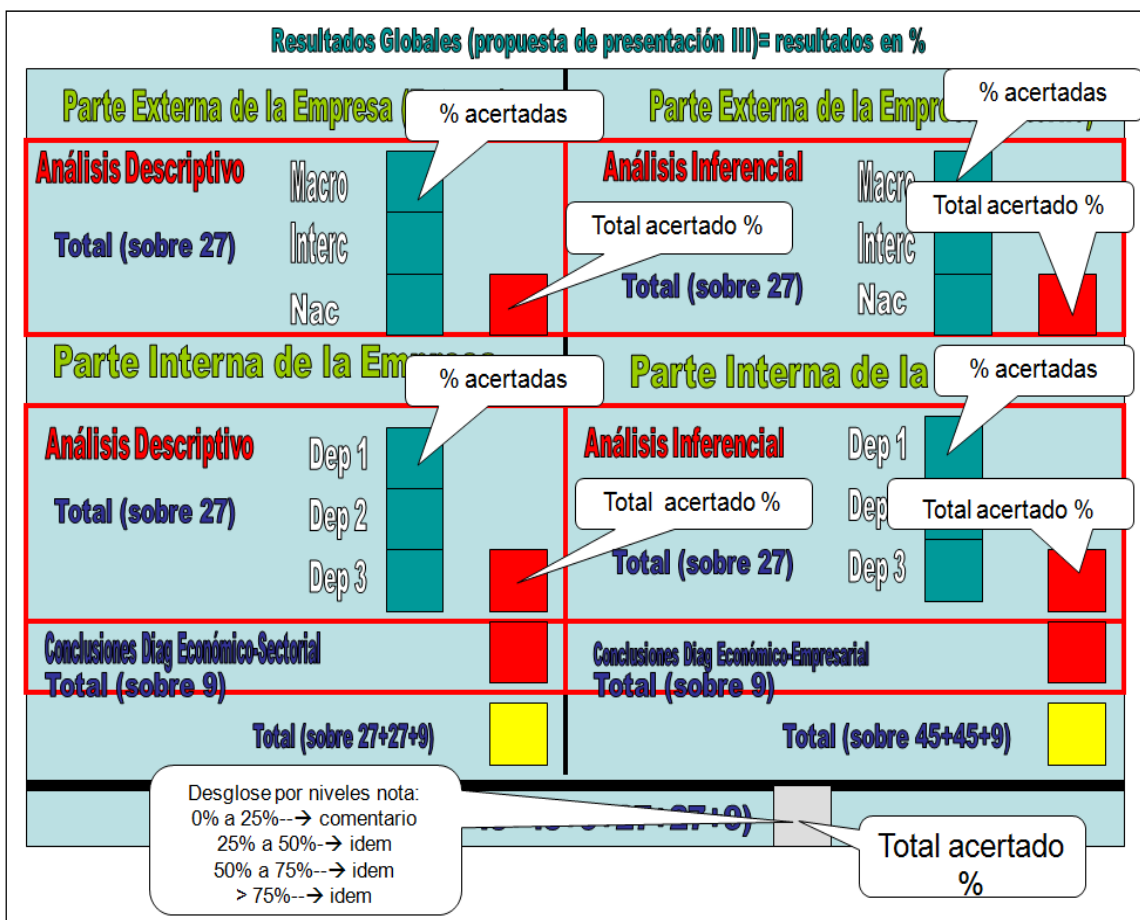 Resultados Globales (propuesta de presentación III)= resultados en %
Parte Externa de la Empresa
% acertadas
Análisis Descriptivo
Total (sobre 27)
Macro
Interc
Nac
Total acertado %
Parte Externa de la
% acertadas
Análisis Inferencial
Total (sobre 27)
Macro
Interc
Nac
Total acertado %
Parte Interna de la
% acertadas
Análisis Descriptivo
Total (sobre 27)
Dep 1
Dep 2
Dep 3
Total acertado %
Parte Interna de la
% acertadas
Análisis Inferencial
Total (sobre 27)
Dep 1
Dep
Dep 3
Total acertado %
Conclusiones Diag Económico-Sectorial
Total (sobre 9)
Conclusiones Diag Económico-Empresarial
Total (sobre 9)
Total (sobre 27+27+9)
Total (sobre 45+45+9)
Desglose por niveles nota:
0% a 25%--→ comentario
25% a 50%-→ idem
50% a 75%--→ idem
> 75%--→ idem
Total acertado
%